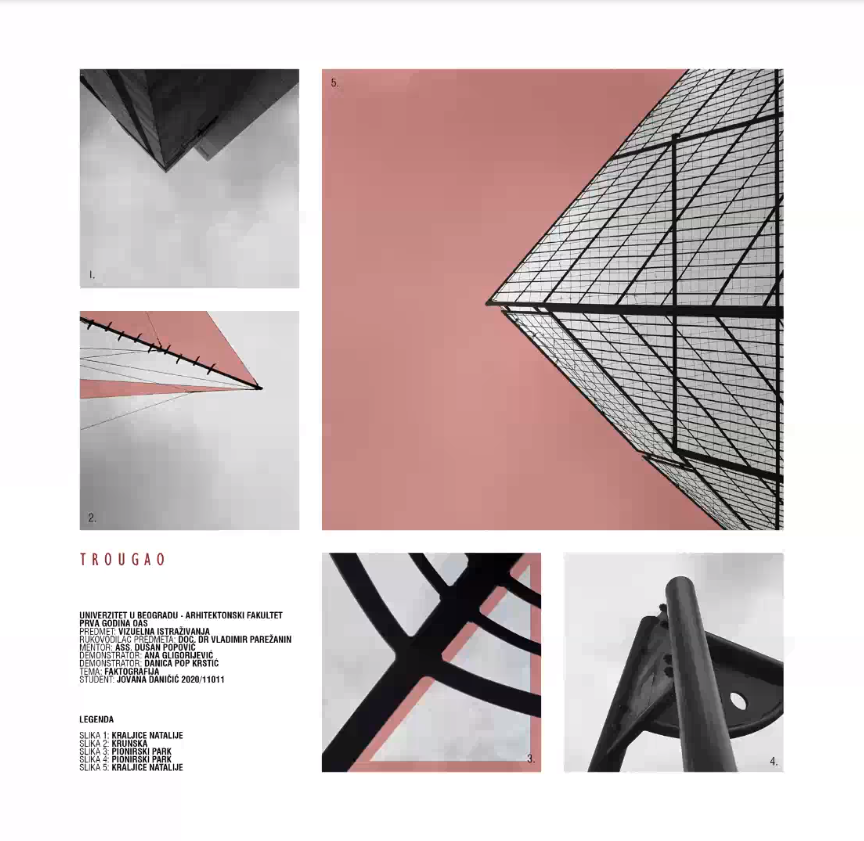 5.
1.
2.
TROUGAO
UNIVERZITET U BEOGRADU - ARHITEKTONSKI FAKULTET
PRVA GODINA OAS
PREDMET: VIZUELNA ISTRAŽIVANJA
RUKOVODILAC PREDMETA: DOC. DR VLADIMIR PAREŽANIN
MENTOR: ASS. DUŠAN POPOVIĆ
DEMONSTRATOR: ANA GLIGORIJEVIĆ
DEMONSTRATOR: DANICA POP KRSTIĆ
TEMA: FAKTOGRAFIJA
STUDENT: JOVANA DANIČIĆ 2020/11011
LEGENDA
SLIKA 1: KRALJICE NATALIJE
SLIKA 2: KRUNSKA
SLIKA 3: PIONIRSKI PARK
SLIKA 4: PIONIRSKI PARK
SLIKA 5: KRALJICE NATALIJE
3.
4.